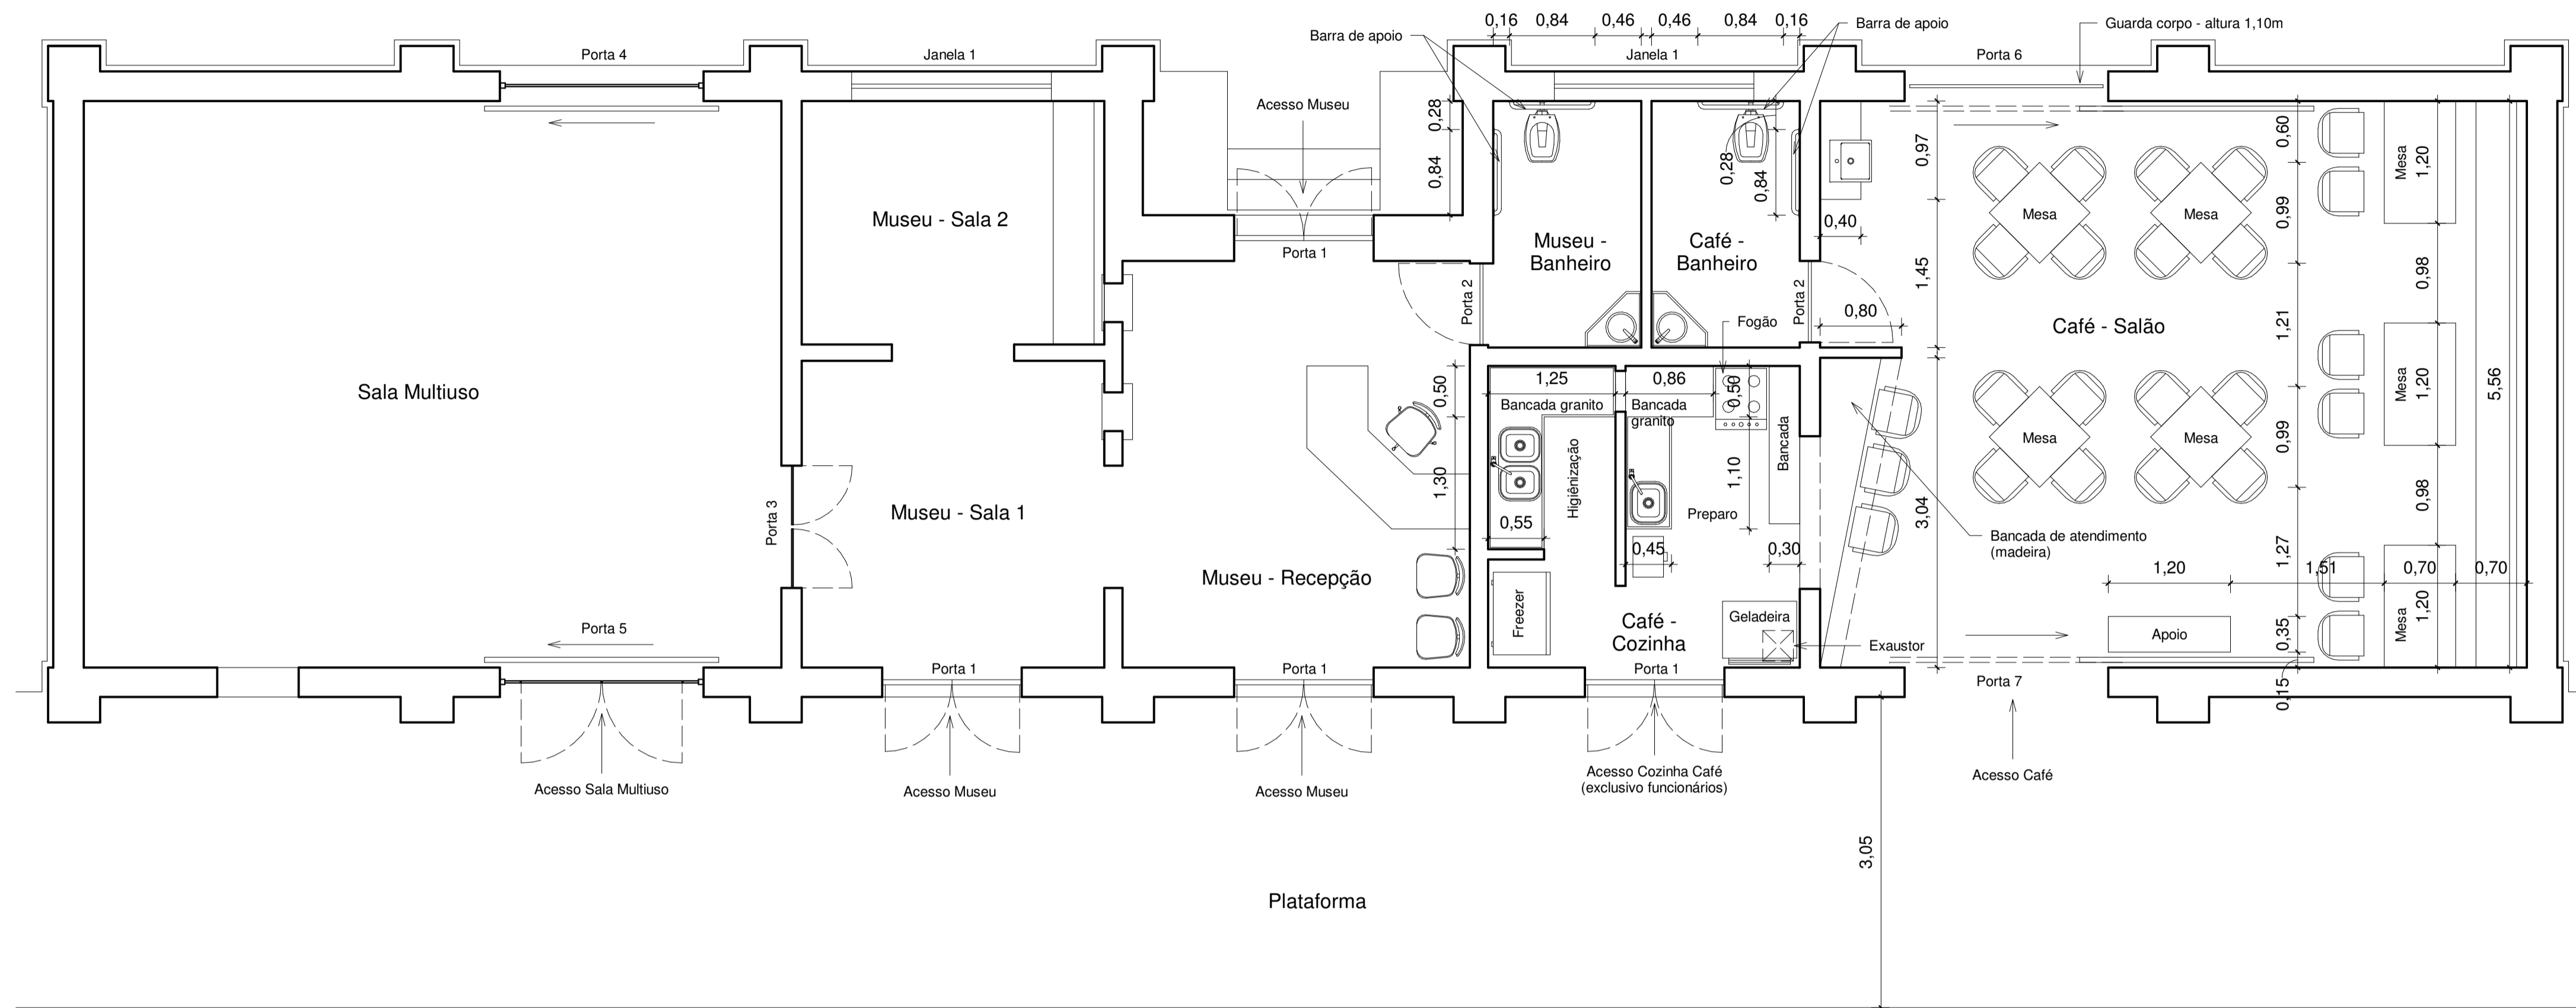 0,16 0,84 0,46 0,46 0,84 0,16
Barra de apoio
Barra de apoio
Guarda corpo - altura 1,10m
Porta 4
Janela 1
Janela 1
Porta 6
Acesso Museu
0,28
0,84
0,28
0,84
0,97
0,60
Mesa
1,20
Museu - Sala 2
Porta 1
Museu -
Banheiro
Café -
Banheiro
0,40
Mesa
Mesa
0,99
1,45
0,98
Porta 2
Porta 2
0,80
Fogão
Café - Salão
1,21
Sala Multiuso
0,50
1,25
0,86
0,50
Bancada granito
Bancada
granito
Mesa
1,20
5,56
Bancada
Mesa
Mesa
0,99
1,30
Higiênização
1,10
0,98
Porta 3
Museu - Sala 1
0,55
Preparo
3,04
Bancada de atendimento
(madeira)
0,45
0,30
1,27
1,20
1,51
0,70
0,70
Museu - Recepção
Freezer
Geladeira
Mesa
1,20
Café -
Cozinha
Porta 5
Apoio
0,35
Exaustor
Porta 1
Porta 1
Porta 1
Porta 7
0,15
Acesso Sala Multiuso
Acesso Museu
Acesso Museu
Acesso Cozinha Café
(exclusivo funcionários)
Acesso Café
3,05
Plataforma